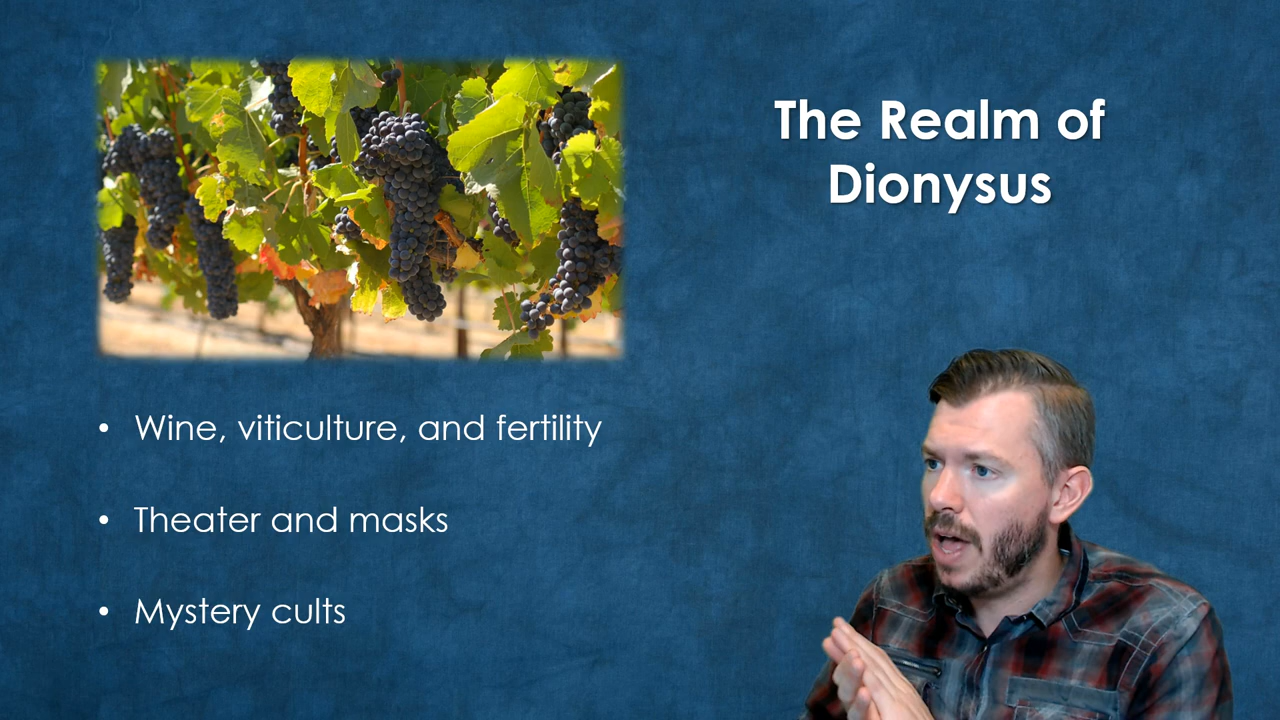 The Realm of
Dionysus
• Wine, viticulture, and fertility
• Theater and masks
• Mystery cults